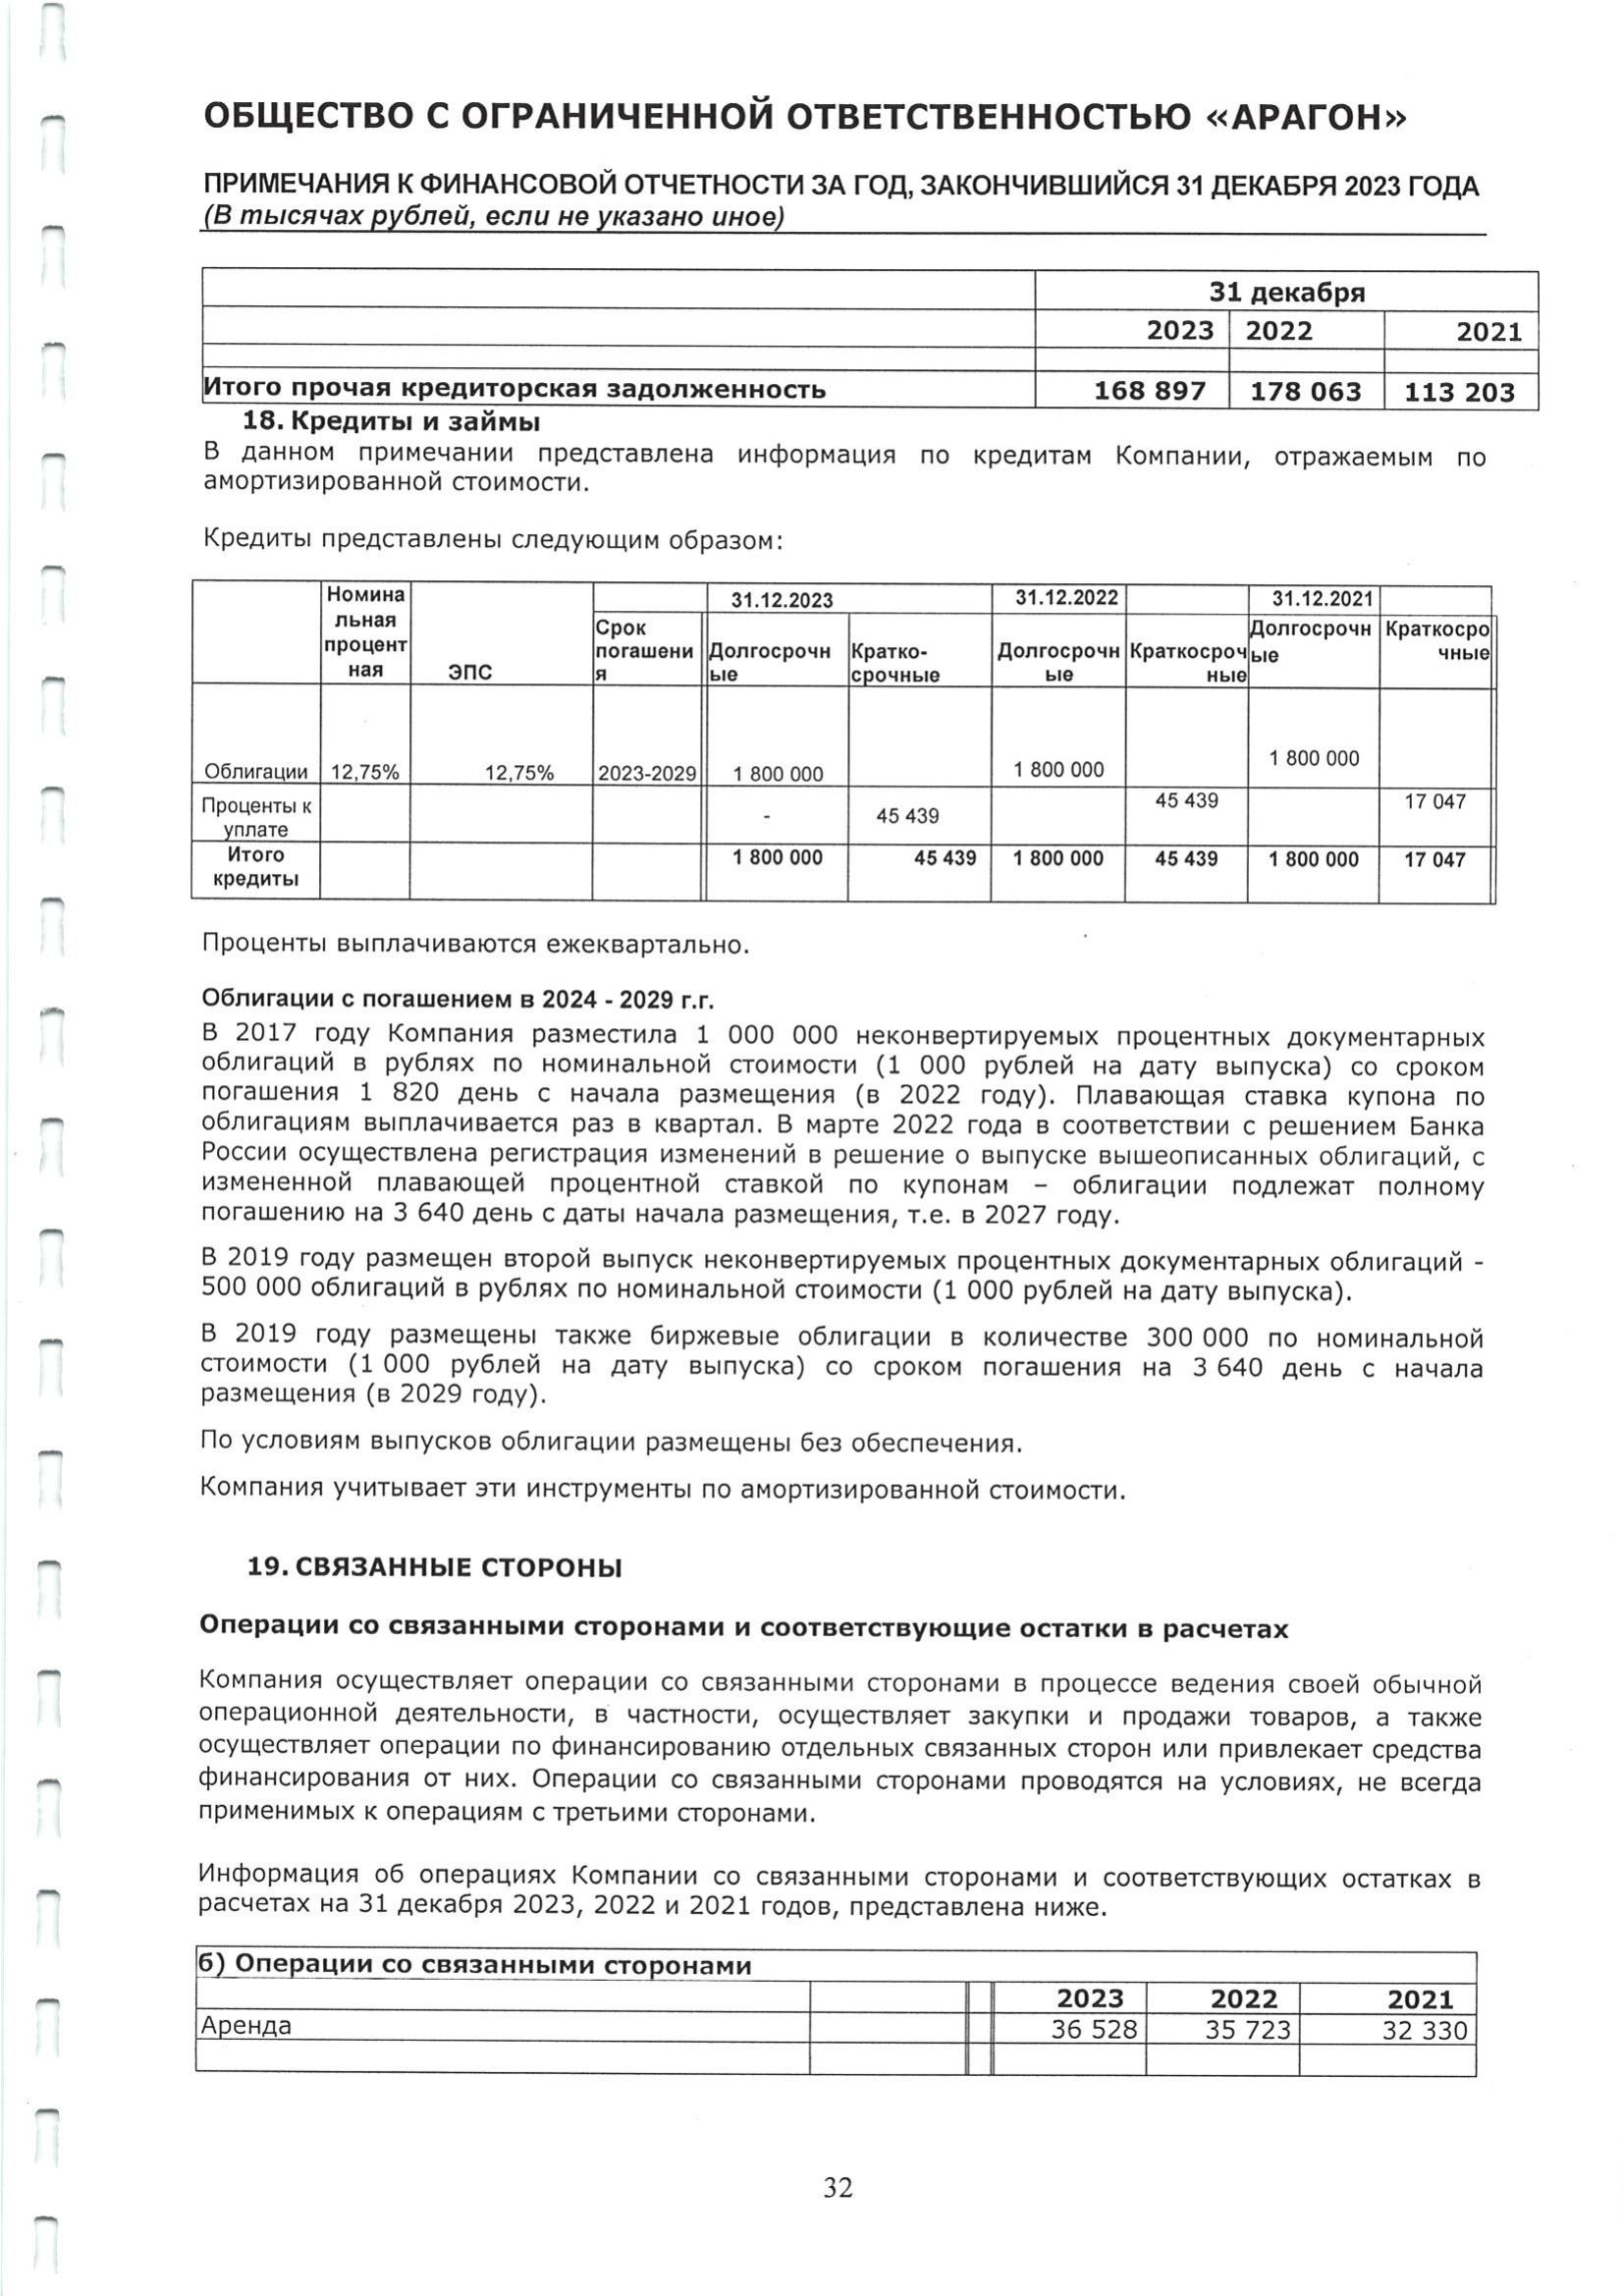 ОБЩЕСТВО С ОГРАНИЧЕННОЙ ОТВЕТСТВЕННОСТЬЮ «АРАГОН»
ПРИМЕЧАНИЯ К ФИНАНСОВОЙ ОТЧЕТНОСТИ ЗА ГОД, ЗАКОНЧИВШИЙСЯ 31 ДЕКАБРЯ 2023 ГОДА
(В тысячах рублей, если не указано иное)
31 декабря
2023 2022 2021
Итого прочая кредиторская задолженность 168 897 178 063 113 203
18. Кредиты и займы
В данном примечании представлена информация по кредитам Компании, отражаемым по
амортизированной стоимости.
Кредиты представлены следующим образом:
Номина
льная
процент
ная
ЭПС
Срок
погашени
я
31.12.2023 31.12.2022 31.12.2021
Долгосрочн
ые
Кратко-
срочные
Долгосрочн
ые
Краткосроч
ные
Долгосрочн
ые
Краткосро
чные
Облигации 12,75% 12,75% 2023-2029 1 800 000 1 800 000 1 800 000
Проценты к
уплате
- 45 439 45 439 17 047
Итого
кредиты
1 800 000 45 439 1 800 000 45 439 1 800 000 17 047
Проценты выплачиваются ежеквартально.
Облигации с погашением в 2024 - 2029 г.г.
В 2017 году Компания разместила 1 000 000 неконвертируемых процентных документарных
облигаций в рублях по номинальной стоимости (1 000 рублей на дату выпуска) со сроком
погашения 1 820 день с начала размещения (в 2022 году). Плавающая ставка купона по
облигациям выплачивается раз в квартал. В марте 2022 года в соответствии с решением Банка
России осуществлена регистрация изменений в решение о выпуске вышеописанных облигаций, с
измененной плавающей процентной ставкой по купонам – облигации подлежат полному
погашению на 3 640 день с даты начала размещения, т.е. в 2027 году.
В 2019 году размещен второй выпуск неконвертируемых процентных документарных облигаций -
500 000 облигаций в рублях по номинальной стоимости (1 000 рублей на дату выпуска).
В 2019 году размещены также биржевые облигации в количестве 300 000 по номинальной
стоимости (1 000 рублей на дату выпуска) со сроком погашения на 3 640 день с начала
размещения (в 2029 году).
По условиям выпусков облигации размещены без обеспечения.
Компания учитывает эти инструменты по амортизированной стоимости.
19. СВЯЗАННЫЕ СТОРОНЫ
Операции со связанными сторонами и соответствующие остатки в расчетах
Компания осуществляет операции со связанными сторонами в процессе ведения своей обычной
операционной деятельности, в частности, осуществляет закупки и продажи товаров, а также
осуществляет операции по финансированию отдельных связанных сторон или привлекает средства
финансирования от них. Операции со связанными сторонами проводятся на условиях, не всегда
применимых к операциям с третьими сторонами.
Информация об операциях Компании со связанными сторонами и соответствующих остатках в
расчетах на 31 декабря 2023, 2022 и 2021 годов, представлена ниже.
б) Операции со связанными сторонами
2023 2022 2021
Аренда 36 528 35 723 32 330
32